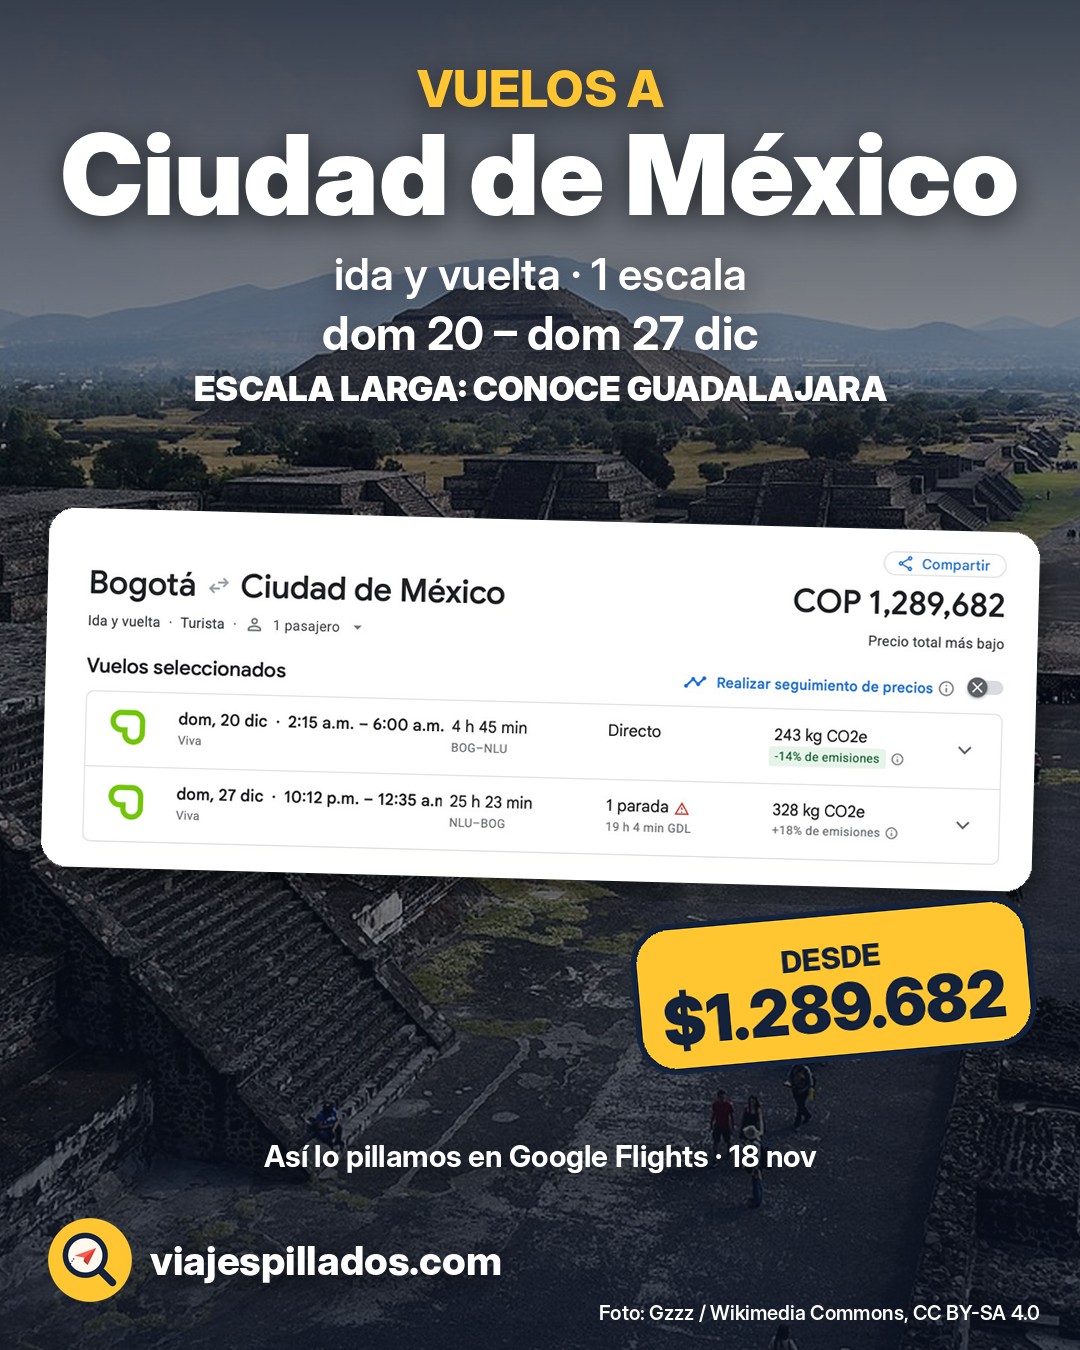 VUELOS A
Ciudad de México
ida y vuelta · 1 escala
dom 20 – dom 27 dic
ESCALA LARGA: CONOCE GUADALAJARA
Compartir
Bogotá ⇄ Ciudad de México
COP 1,289,682
Ida y vuelta · Turista · 1 pasajero
Precio total más bajo
Vuelos seleccionados
Realizar seguimiento de precios
dom, 20 dic · 2:15 a.m. – 6:00 a.m. 4 h 45 min Directo 243 kg CO2e
Viva BOG–NLU -14% de emisiones
dom, 27 dic · 10:12 p.m. – 12:35 a.n 25 h 23 min 1 parada 328 kg CO2e
Viva NLU–BOG 19 h 4 min GDL +18% de emisiones
DESDE
$1.289.682
Así lo pillamos en Google Flights · 18 nov
viajespillados.com
Foto: Gzzz / Wikimedia Commons, CC BY-SA 4.0